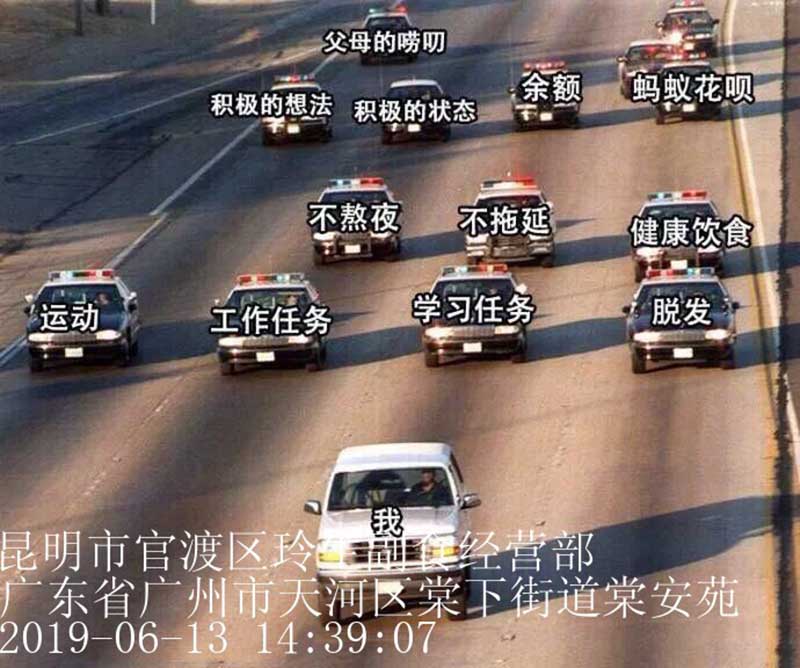 父母的唠叨
积极的想法 积极的状态 余额 蚂蚁花呗
不熬夜 不拖延 健康饮食
运动 工作任务 学习任务 脱发
我
昆明市官渡区玲 副食经营部
广东省广州市天河区棠下街道棠安苑
2019-06-13 14:39:07